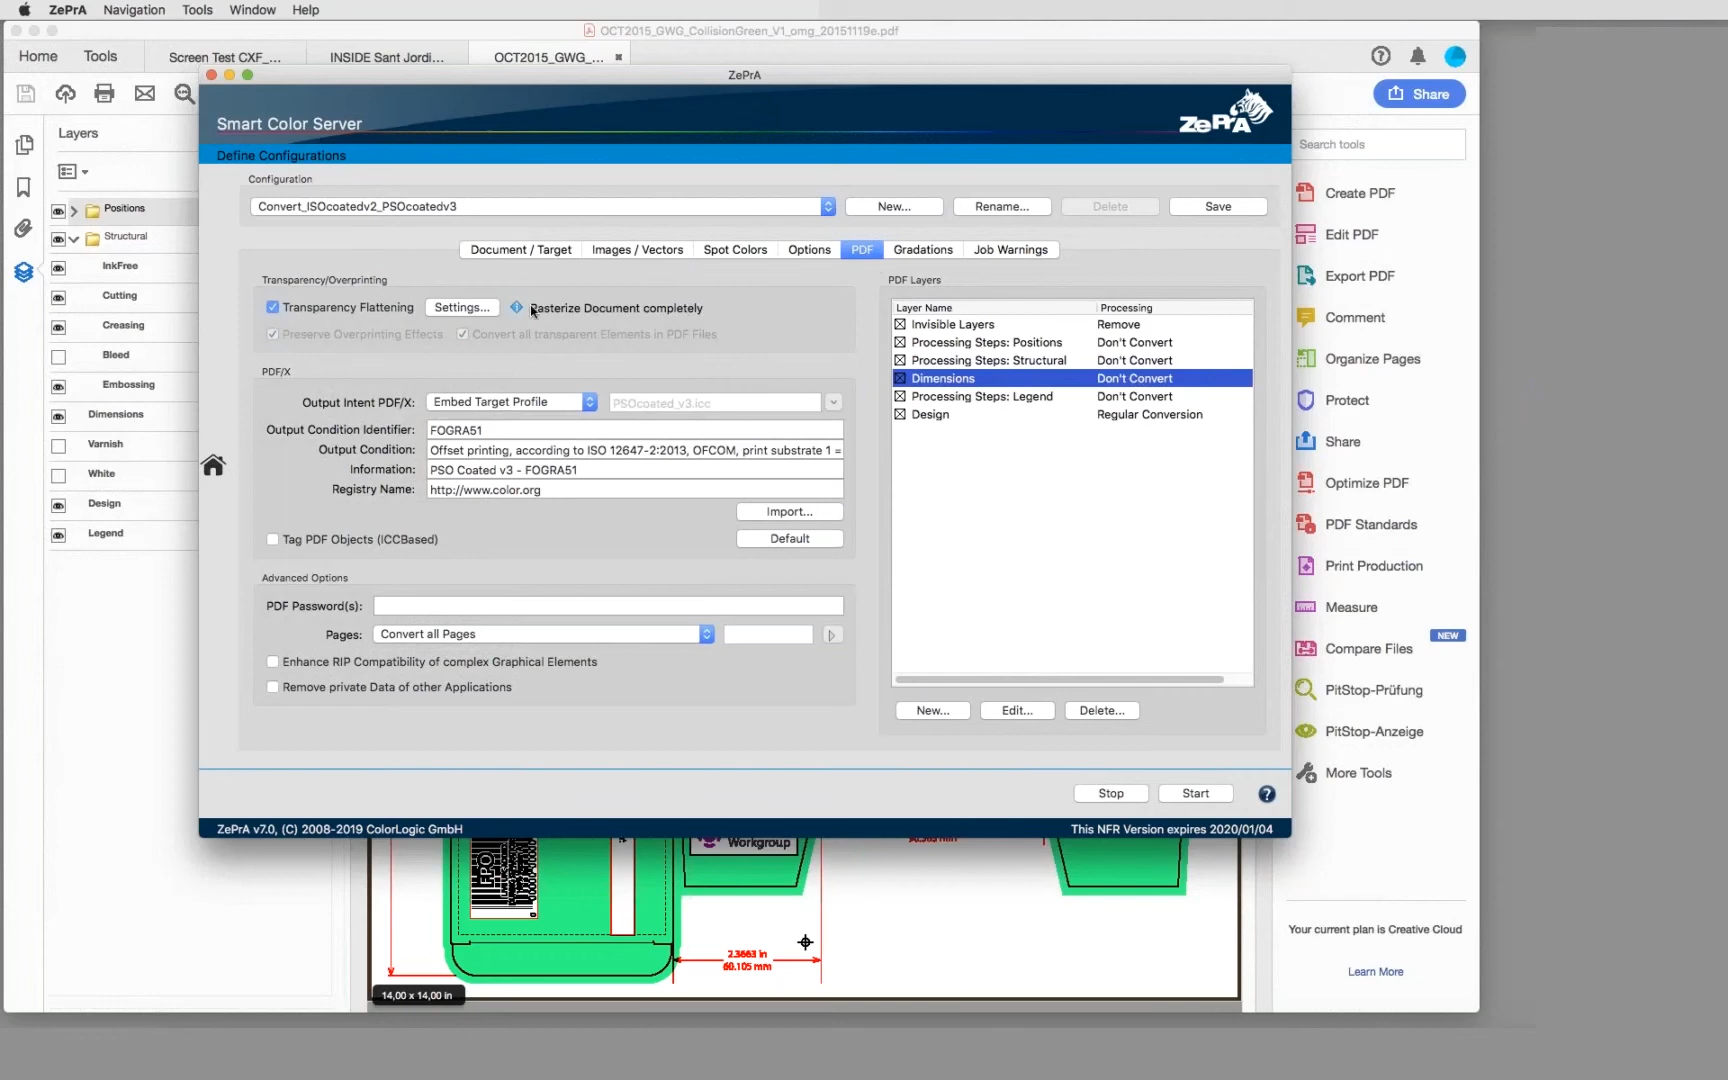 ZePrA Navigation Tools Window Help
OCT2015_GWG_CollisionGreen_V1_omg_20151119e.pdf
Home Tools Screen Test CXF_... INSIDE Sant Jordi... OCT2015_GWG_...
ZePrA
Share
Smart Color Server
ZePrA
Layers
Search tools
Define Configurations
Configuration
Convert_ISOcoatedv2_PSOcoatedv3 New... Rename... Delete Save
Document / Target Images / Vectors Spot Colors Options PDF Gradations Job Warnings
Positions
Structural
InkFree
Cutting
Creasing
Bleed
Embossing
Dimensions
Varnish
White
Design
Legend
Transparency/Overprinting
Transparency Flattening Settings... Rasterize Document completely
Preserve Overprinting Effects Convert all transparent Elements in PDF Files
PDF/X
Output Intent PDF/X: Embed Target Profile PSOcoated_v3.icc
Output Condition Identifier: FOGRA51
Output Condition: Offset printing, according to ISO 12647-2:2013, OFCOM, print substrate 1 =
Information: PSO Coated v3 - FOGRA51
Registry Name: http://www.color.org
Import...
Tag PDF Objects (ICCBased) Default
Advanced Options
PDF Password(s):
Pages: Convert all Pages
Enhance RIP Compatibility of complex Graphical Elements
Remove private Data of other Applications
PDF Layers
Layer Name Processing
Invisible Layers Remove
Processing Steps: Positions Don't Convert
Processing Steps: Structural Don't Convert
Dimensions Don't Convert
Processing Steps: Legend Don't Convert
Design Regular Conversion
New... Edit... Delete...
Stop Start
ZePrA v7.0, (C) 2008-2019 ColorLogic GmbH This NFR Version expires 2020/01/04
Create PDF
Edit PDF
Export PDF
Comment
Organize Pages
Protect
Share
Optimize PDF
PDF Standards
Print Production
Measure
NEW
Compare Files
PitStop-Prüfung
PitStop-Anzeige
More Tools
Your current plan is Creative Cloud
Learn More
Workgroup
FPO
2.3663 in
60.105 mm
14,00 x 14,00 in